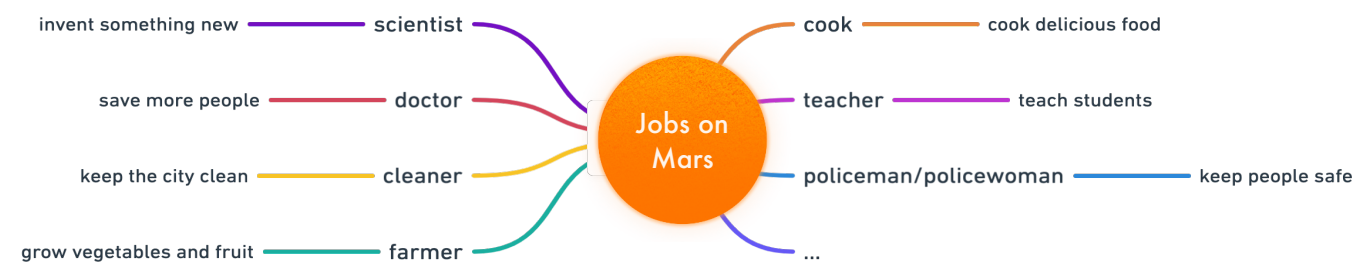 invent something new
scientist
save more people
doctor
keep the city clean
cleaner
grow vegetables and fruit
farmer
Jobs on
Mars
cook
cook delicious food
teacher
teach students
policeman/policewoman
keep people safe
...